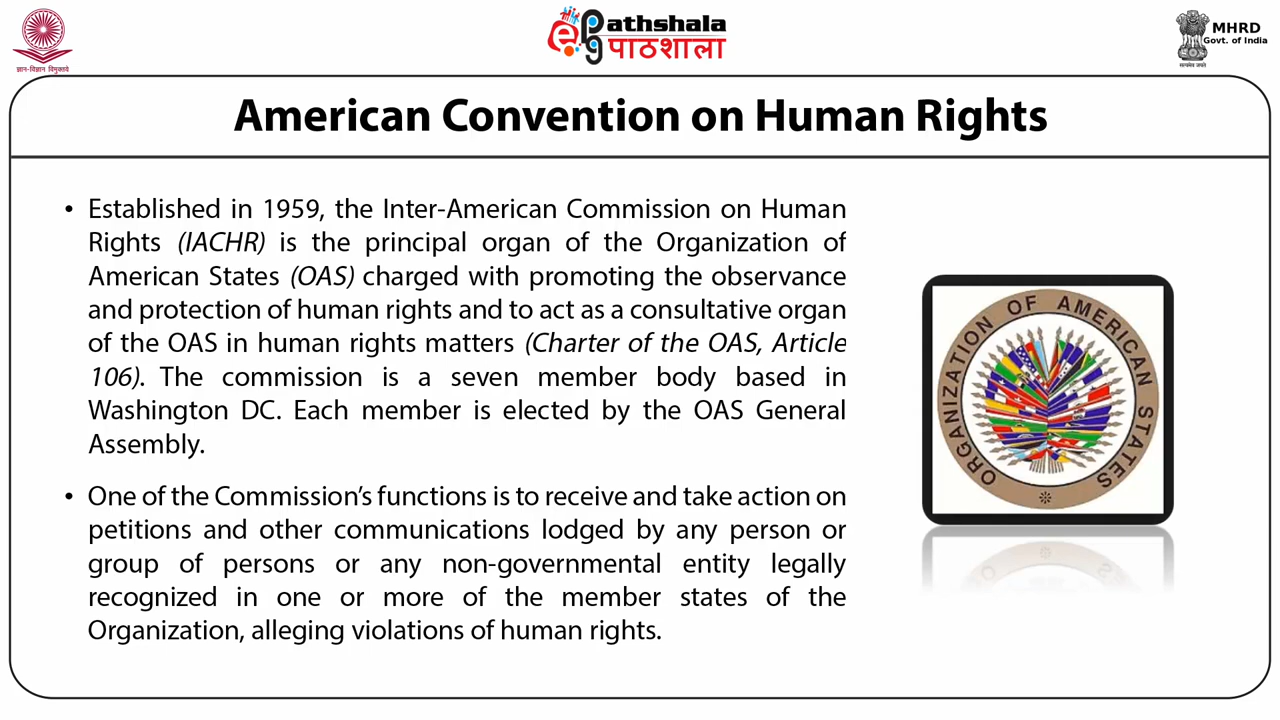 ज्ञान-विज्ञान विमुक्तये
ePathshala
पाठशाला
सत्यमेव जयते
MHRD
Govt. of India
American Convention on Human Rights
• Established in 1959, the Inter-American Commission on Human
Rights (IACHR) is the principal organ of the Organization of
American States (OAS) charged with promoting the observance
and protection of human rights and to act as a consultative organ
of the OAS in human rights matters (Charter of the OAS, Article
106). The commission is a seven member body based in
Washington DC. Each member is elected by the OAS General
Assembly.
• One of the Commission’s functions is to receive and take action on
petitions and other communications lodged by any person or
group of persons or any non-governmental entity legally
recognized in one or more of the member states of the
Organization, alleging violations of human rights.
ORGANIZATION OF AMERICAN STATES